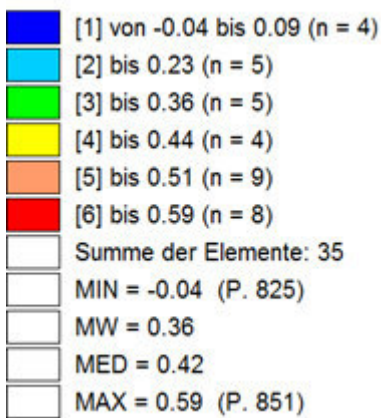 [1] von -0.04 bis 0.09 (n = 4)
[2] bis 0.23 (n = 5)
[3] bis 0.36 (n = 5)
[4] bis 0.44 (n = 4)
[5] bis 0.51 (n = 9)
[6] bis 0.59 (n = 8)
Summe der Elemente: 35
MIN = -0.04 (P. 825)
MW = 0.36
MED = 0.42
MAX = 0.59 (P. 851)